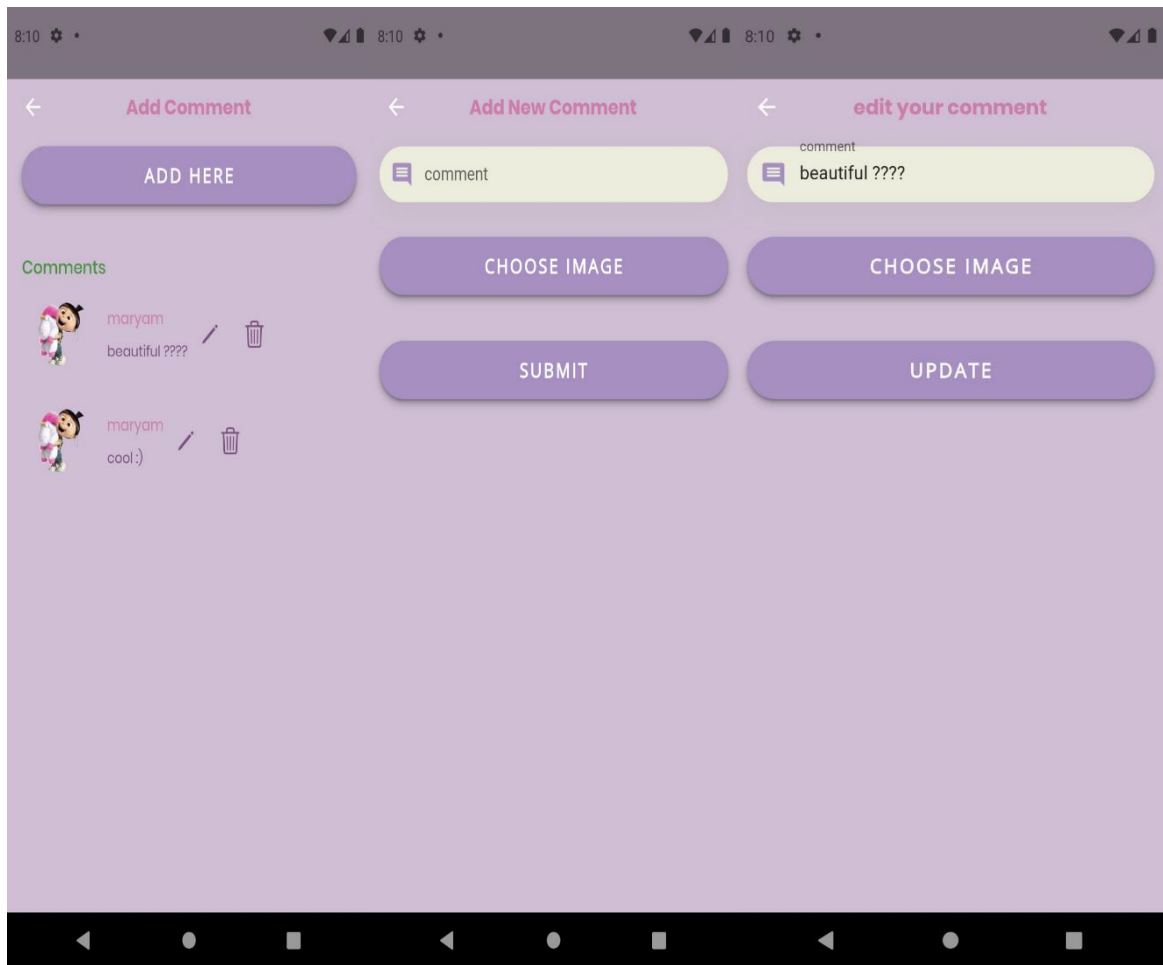 8:10
Add Comment
ADD HERE
Comments
maryam
beautiful ????
maryam
cool :)
8:10
Add New Comment
comment
CHOOSE IMAGE
SUBMIT
8:10
edit your comment
comment
beautiful ????
CHOOSE IMAGE
UPDATE